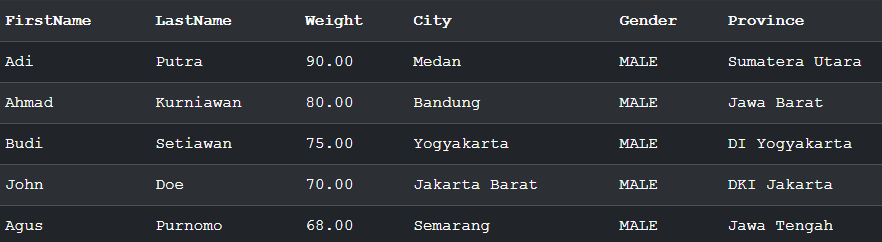 FirstName LastName Weight City Gender Province
Adi Putra 90.00 Medan MALE Sumatera Utara
Ahmad Kurniawan 80.00 Bandung MALE Jawa Barat
Budi Setiawan 75.00 Yogyakarta MALE DI Yogyakarta
John Doe 70.00 Jakarta Barat MALE DKI Jakarta
Agus Purnomo 68.00 Semarang MALE Jawa Tengah